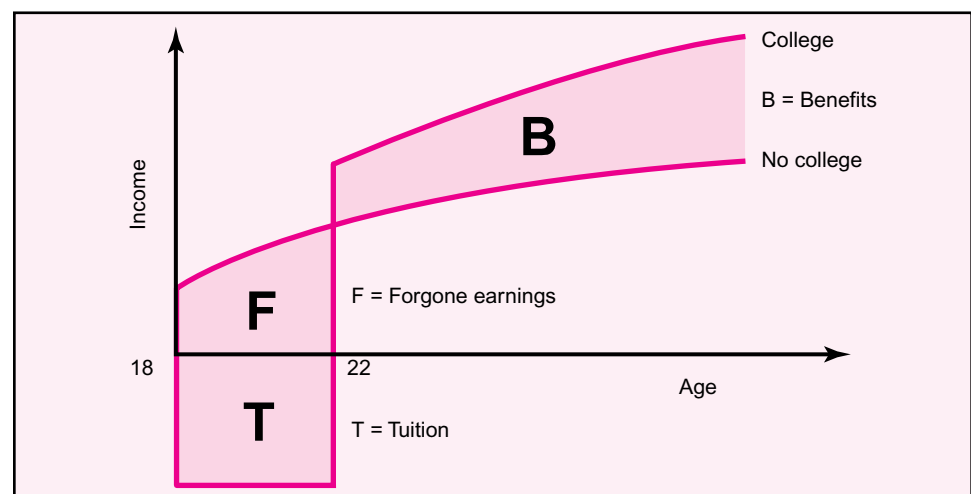 College
B = Benefits
B
No college
Income
F
F = Forgone earnings
18
22
Age
T
T = Tuition